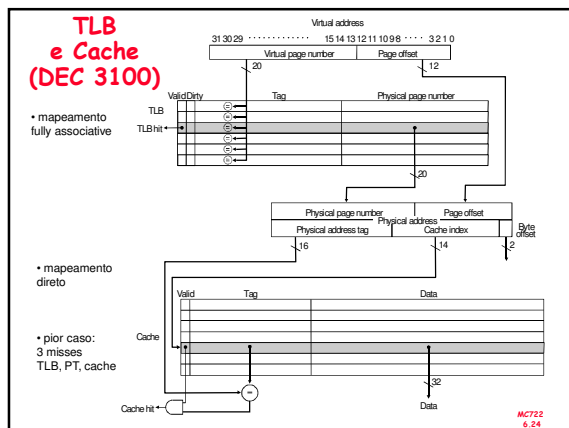 TLB
e Cache
(DEC 3100)
• mapeamento
fully associative
• mapeamento
direto
• pior caso:
3 misses
TLB, PT, cache
Virtual address
31 30 29 · · · · · · · · · · · · · · · · · 15 14 13 12 11 10 9 8 · · · · · · 3 2 1 0
Virtual page number Page offset
20 12
Valid Dirty Tag Physical page number
TLB
= 
=
TLB hit =
=
=
=
20
Physical page number Page offset
Physical address
Physical address tag Cache index Byte
offset
16 14 2
Valid Tag Data
Cache
32
=
Cache hit Data
MC722
6.24